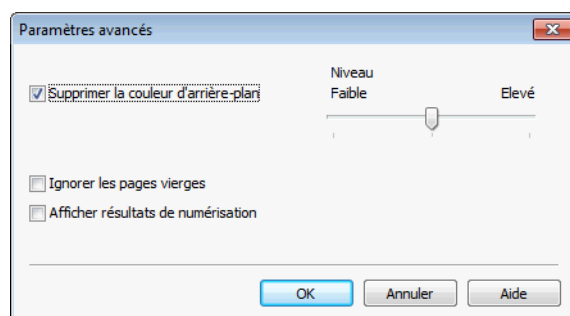 Paramètres avancés
Niveau
Supprimer la couleur d'arrière-plan
Faible Elevé
Ignorer les pages vierges
Afficher résultats de numérisation
OK Annuler Aide